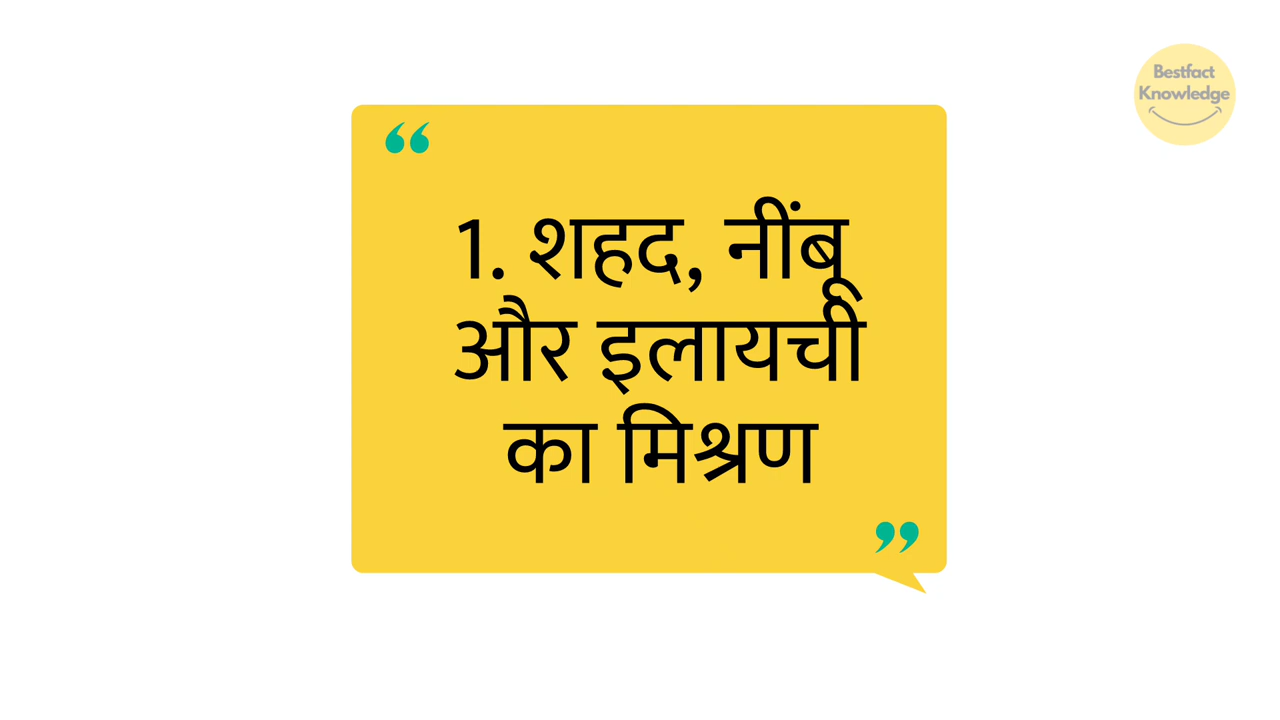 Bestfact
Knowledge
“
1. शहद, नींबू
और इलायची
का मिश्रण
”